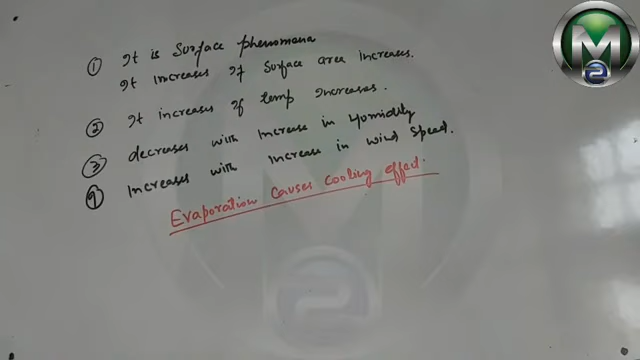 ① It is Surface phenomena
It increases if surface area increases.
② It increases if temp increases.
③ decreases with increase in Humidity
④ Increases with increase in wind speed.
Evaporation causes cooling effect.
M
2